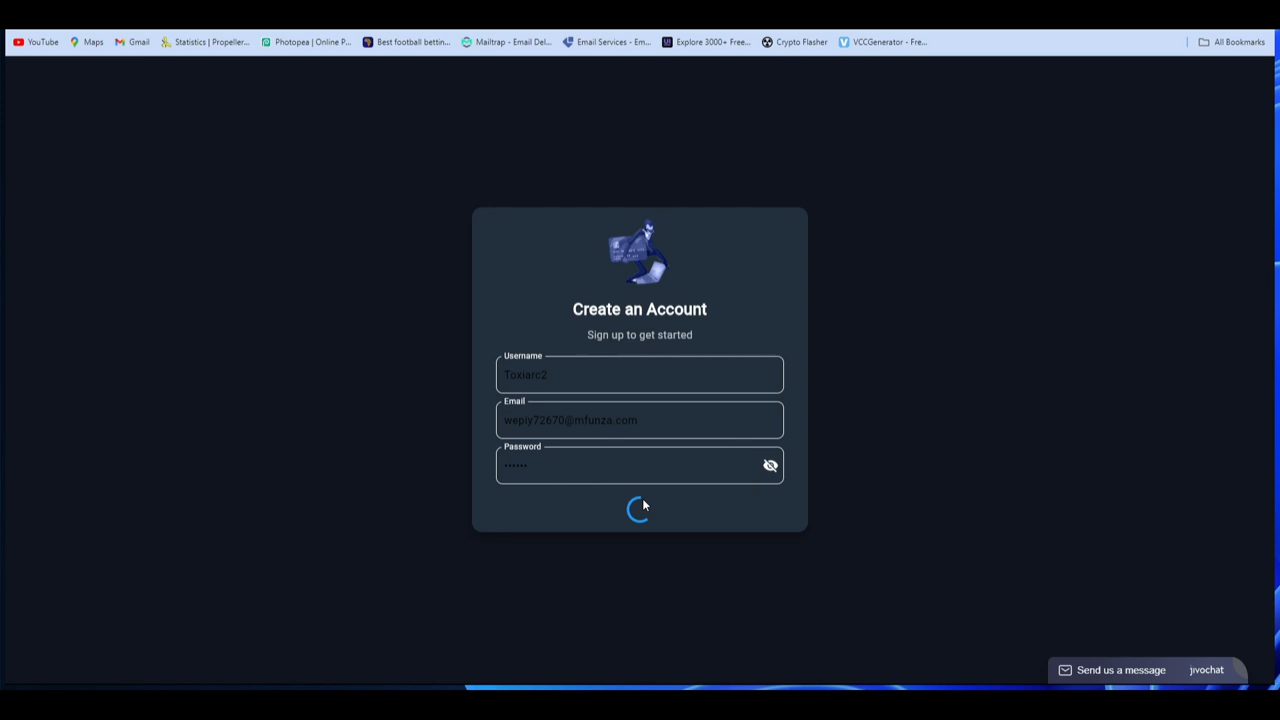 YouTube Maps Gmail Statistics | Propeller... Photopea | Online P... Best football bettin... Mailtrap - Email Del... Email Services - Em... Explore 3000+ Free... Crypto Flasher VCCGenerator - Fre... All Bookmarks
Create an Account
Sign up to get started
Username
Toxiarc2
Email
wepiy72670@mfunza.com
Password
••••••
Send us a message jivochat